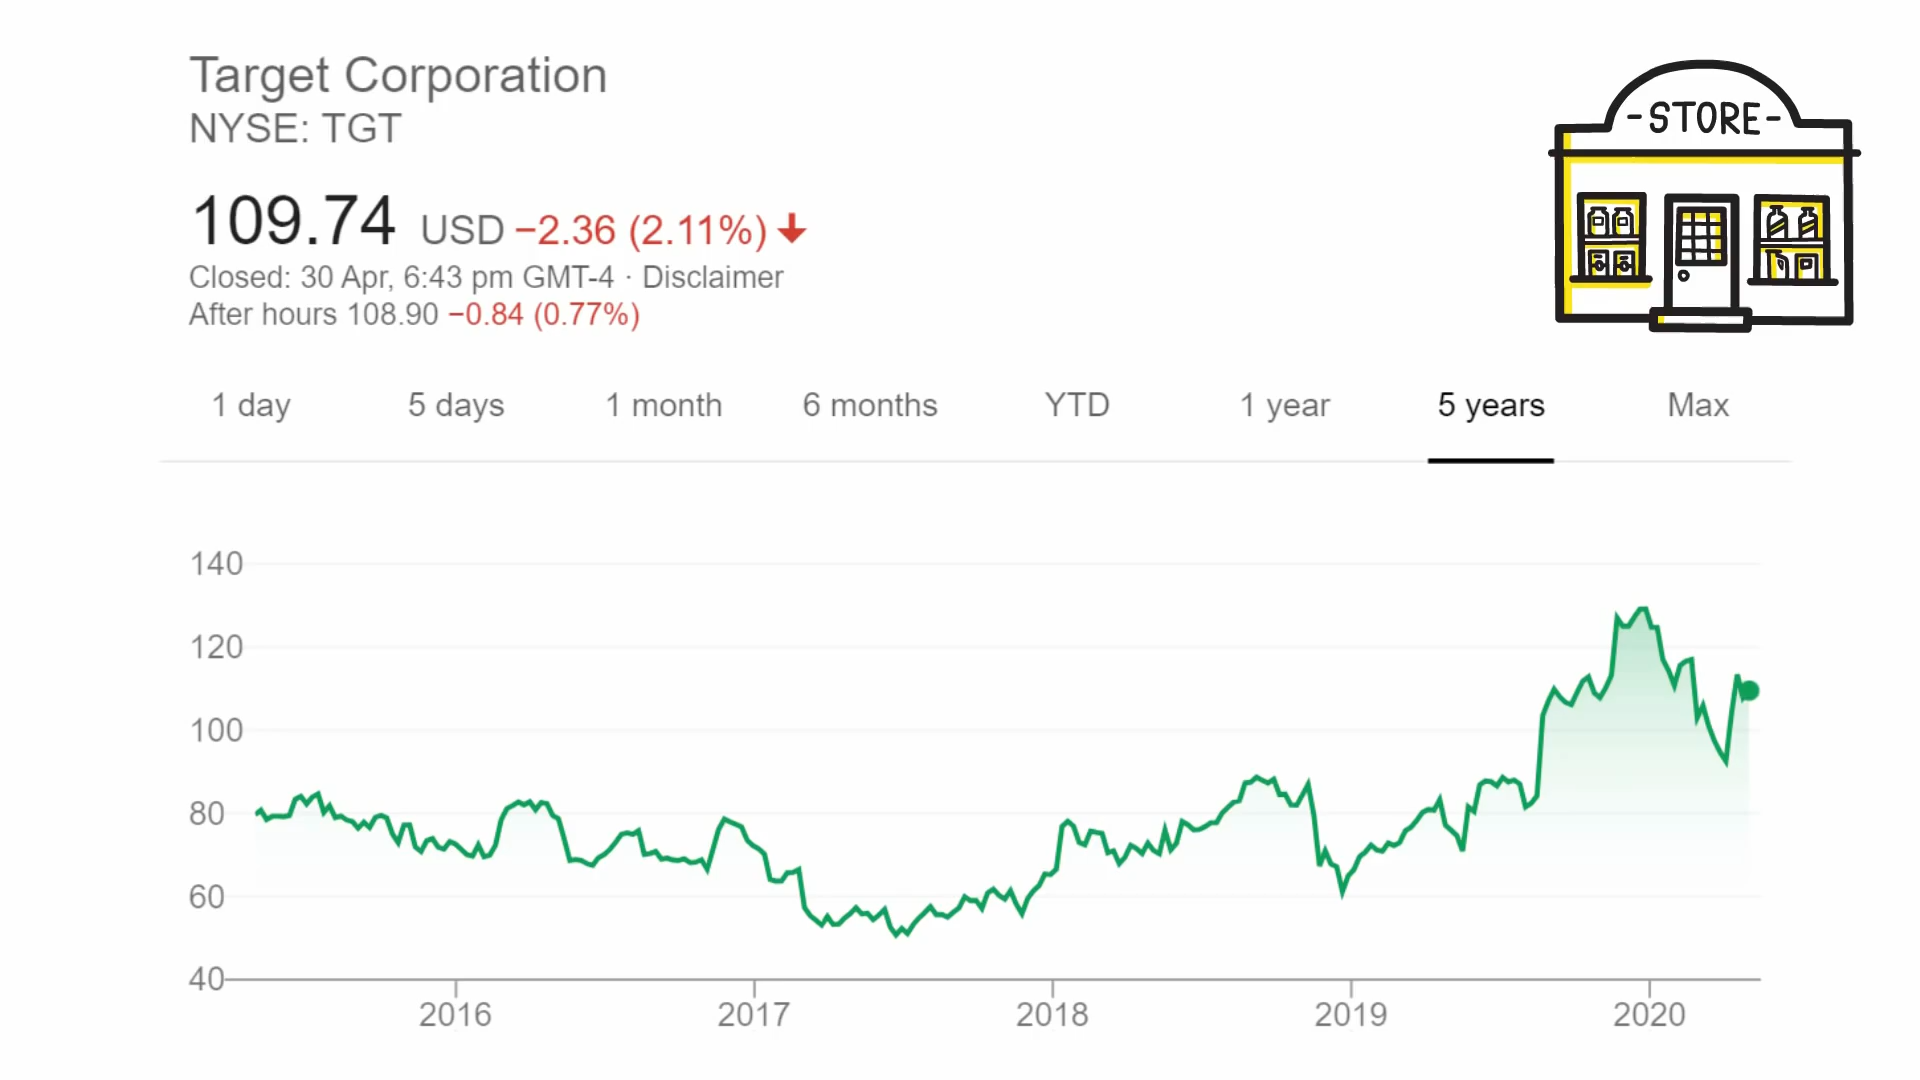 Target Corporation
NYSE: TGT
-STORE-
109.74 USD −2.36 (2.11%)
Closed: 30 Apr, 6:43 pm GMT-4 · Disclaimer
After hours 108.90 −0.84 (0.77%)
1 day 5 days 1 month 6 months YTD 1 year 5 years Max
140
120
100
80
60
40
2016 2017 2018 2019 2020